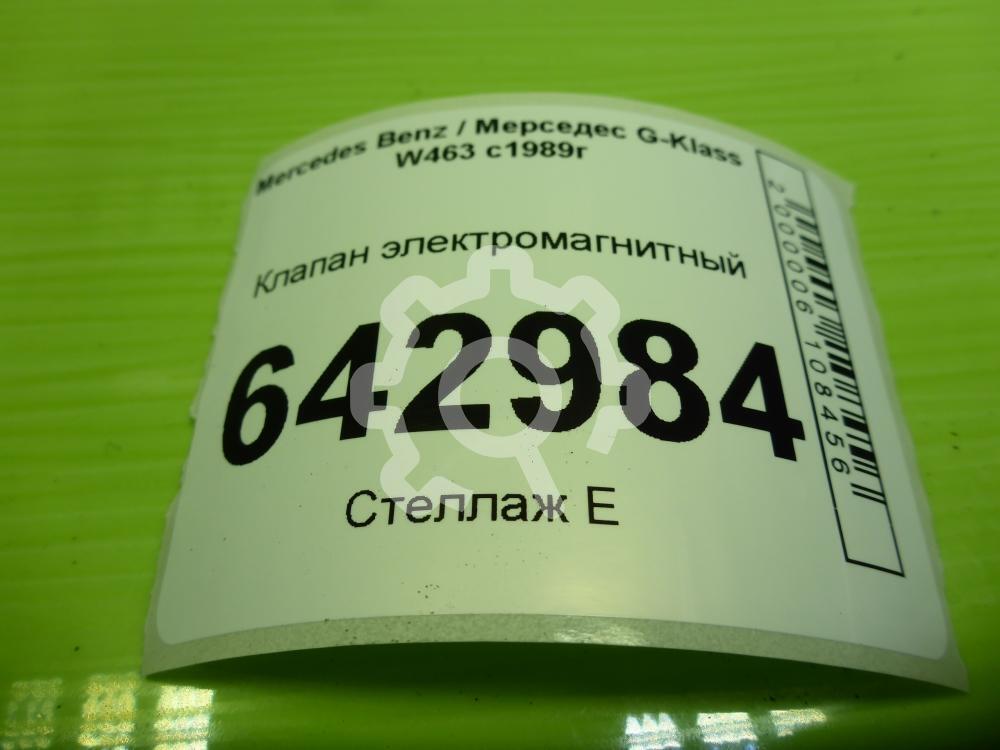 Mercedes Benz / Мерседес G-Klass
W463 с1989г
Клапан электромагнитный
642984
Стеллаж Е
2000006108456